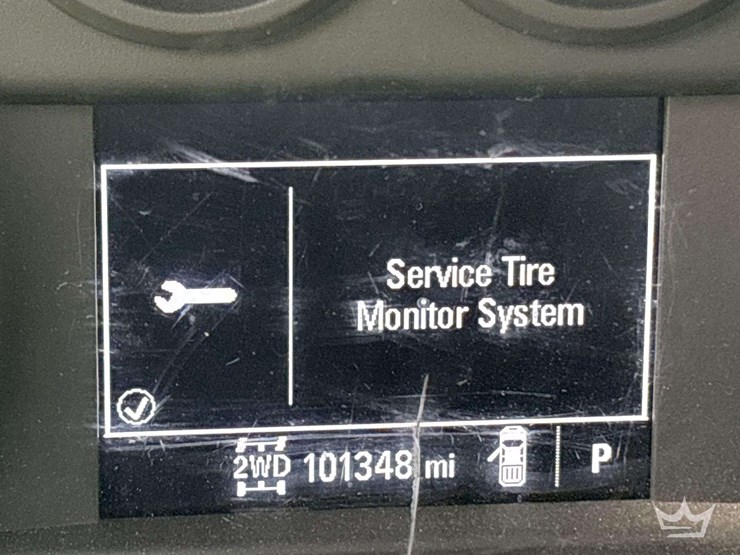 Service Tire
Monitor System
2WD 101348 mi P